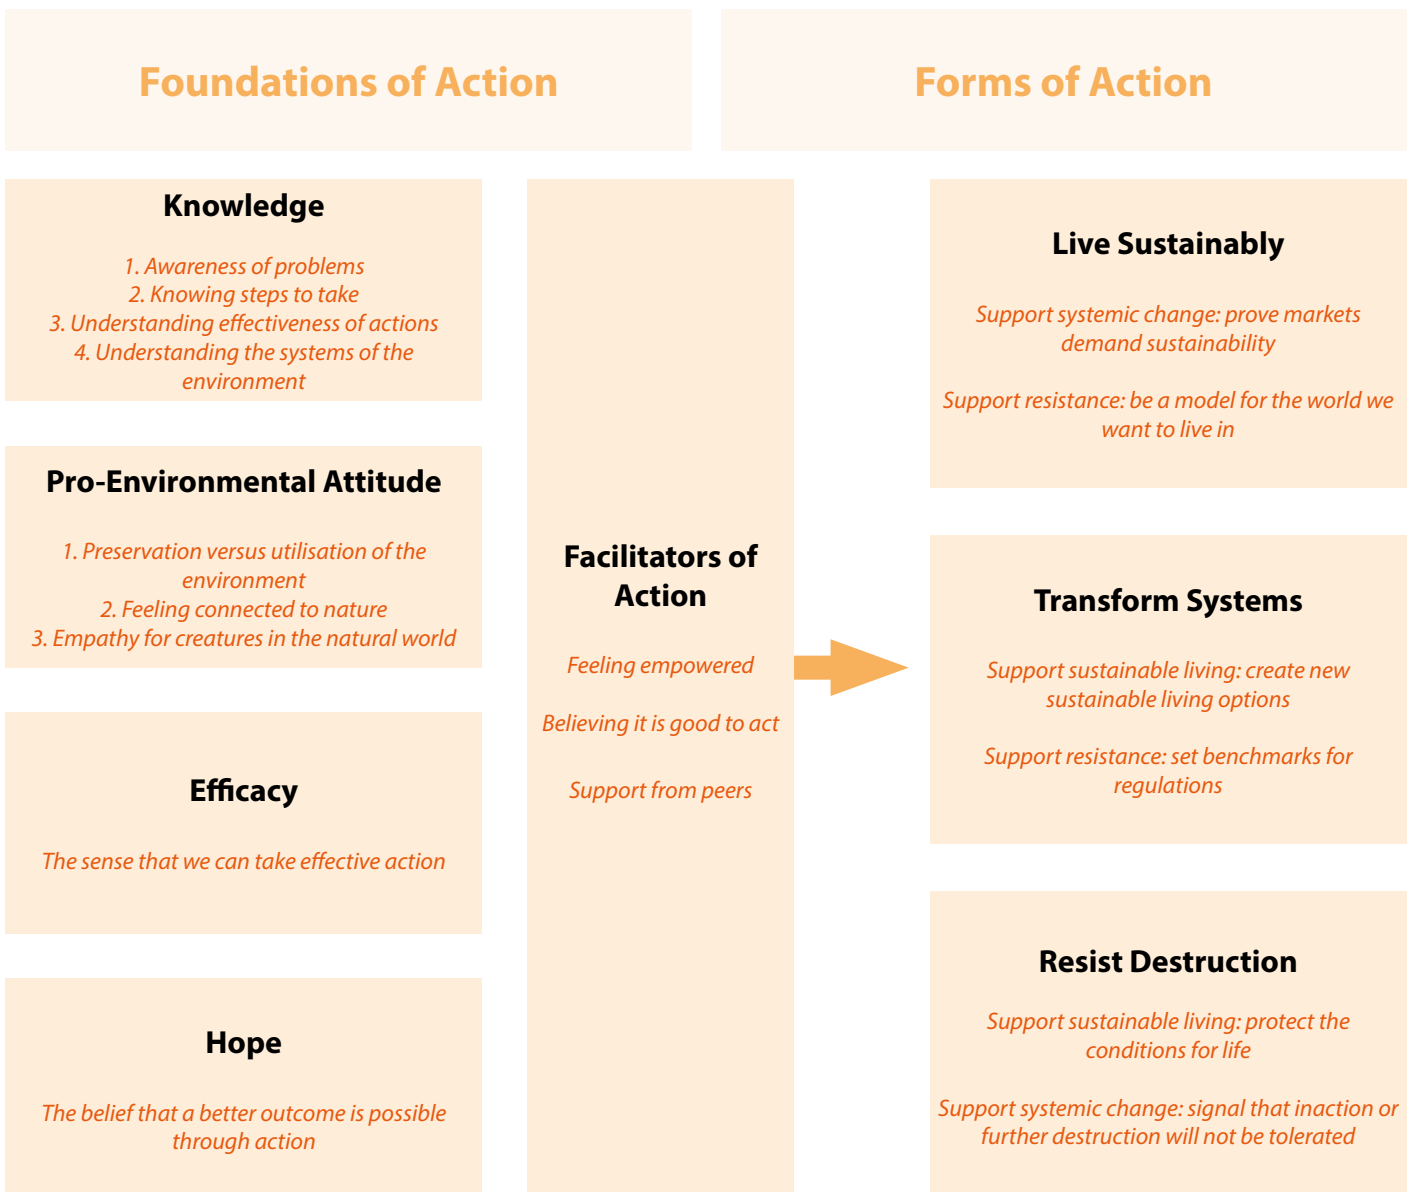 Foundations of Action
Forms of Action
Knowledge
1. Awareness of problems
2. Knowing steps to take
3. Understanding effectiveness of actions
4. Understanding the systems of the
environment
Pro-Environmental Attitude
1. Preservation versus utilisation of the
environment
2. Feeling connected to nature
3. Empathy for creatures in the natural world
Efficacy
The sense that we can take effective action
Hope
The belief that a better outcome is possible
through action
Facilitators of
Action
Feeling empowered
Believing it is good to act
Support from peers
Live Sustainably
Support systemic change: prove markets
demand sustainability
Support resistance: be a model for the world we
want to live in
Transform Systems
Support sustainable living: create new
sustainable living options
Support resistance: set benchmarks for
regulations
Resist Destruction
Support sustainable living: protect the
conditions for life
Support systemic change: signal that inaction or
further destruction will not be tolerated